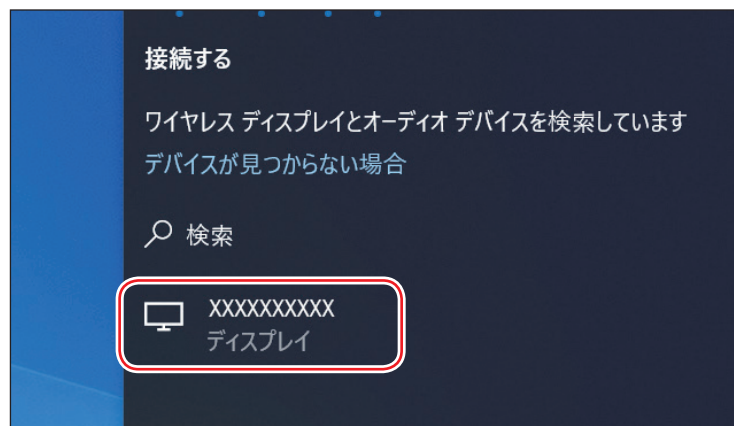 接続する
ワイヤレス ディスプレイとオーディオ デバイスを検索しています
デバイスが見つからない場合
検索
XXXXXXXXXX
ディスプレイ